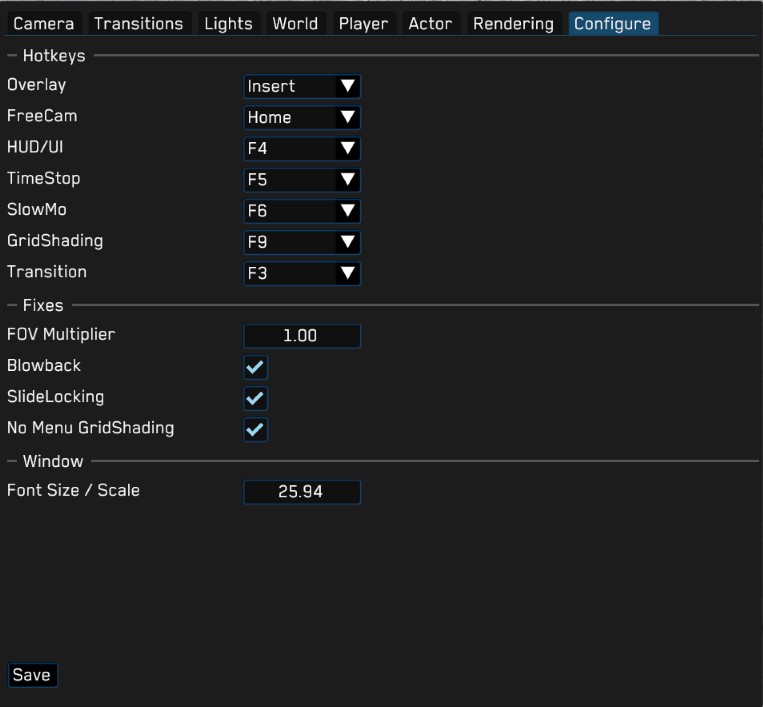 Camera Transitions Lights World Player Actor Rendering Configure
Hotkeys
Overlay Insert
FreeCam Home
HUD/UI F4
TimeStop F5
SlowMo F6
GridShading F9
Transition F3
Fixes
FOV Multiplier 1.00
Blowback
SlideLocking
No Menu GridShading
Window
Font Size / Scale 25.94
Save